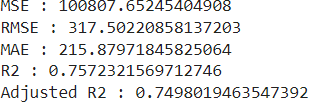 MSE : 100807.65245404908
RMSE : 317.50220858137203
MAE : 215.87971845825064
R2 : 0.7572321569712746
Adjusted R2 : 0.7498019463547392